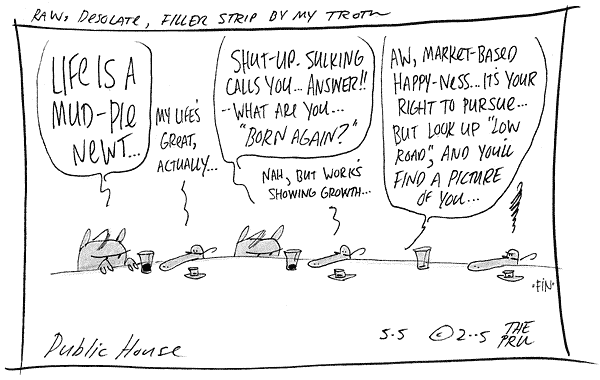 RAW, DESOLATE, FILLER STRIP BY MY TROTH
LIFE IS A
MUD-PIE
NEWT...
MY LIFE'S
GREAT,
ACTUALLY...
SHUT-UP. SULKING
CALLS YOU... ANSWER!!
--WHAT ARE YOU...
"BORN AGAIN?"
NAH, BUT WORK'S
SHOWING GROWTH...
AW, MARKET-BASED
HAPPY-NESS... IT'S YOUR
RIGHT TO PURSUE...
BUT LOOK UP "LOW
ROAD", AND YOU'LL
FIND A PICTURE
OF YOU...
•FIN•
Public House
5.5 © 2..5 THE
PRU